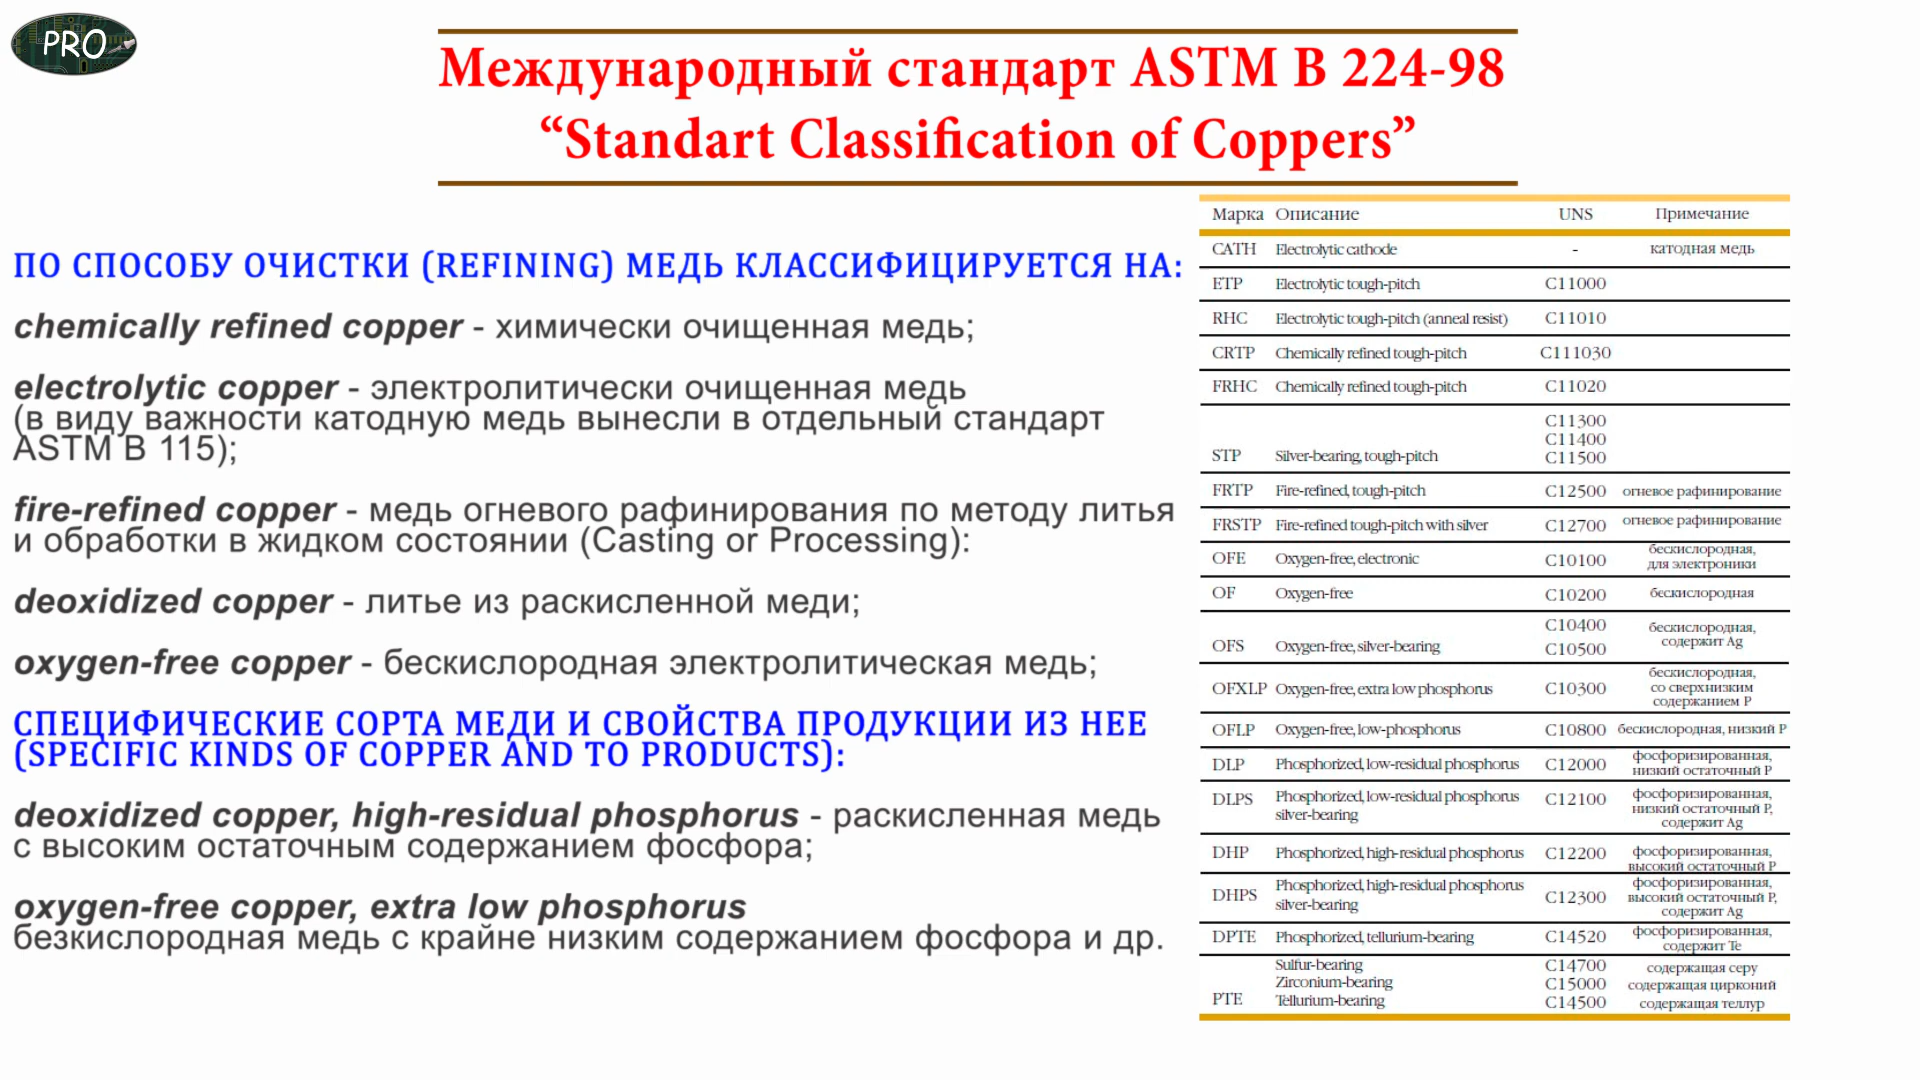 PRO
Международный стандарт ASTM B 224-98
“Standart Classification of Coppers”
ПО СПОСОБУ ОЧИСТКИ (REFINING) МЕДЬ КЛАССИФИЦИРУЕТСЯ НА:
chemically refined copper - химически очищенная медь;
electrolytic copper - электролитически очищенная медь
(в виду важности катодную медь вынесли в отдельный стандарт
ASTM B 115);
fire-refined copper - медь огневого рафинирования по методу литья
и обработки в жидком состоянии (Casting or Processing):
deoxidized copper - литье из раскисленной меди;
oxygen-free copper - бескислородная электролитическая медь;
СПЕЦИФИЧЕСКИЕ СОРТА МЕДИ И СВОЙСТВА ПРОДУКЦИИ ИЗ НЕЕ
(SPECIFIC KINDS OF COPPER AND TO PRODUCTS):
deoxidized copper, high-residual phosphorus - раскисленная медь
с высоким остаточным содержанием фосфора;
oxygen-free copper, extra low phosphorus
безкислородная медь с крайне низким содержанием фосфора и др.
Марка Описание UNS Примечание
CATH Electrolytic cathode - катодная медь
ETP Electrolytic tough-pitch C11000
RHC Electrolytic tough-pitch (anneal resist) C11010
CRTP Chemically refined tough-pitch C111030
FRHC Chemically refined tough-pitch C11020
C11300
C11400
STP Silver-bearing, tough-pitch C11500
FRTP Fire-refined, tough-pitch C12500 огневое рафинирование
FRSTP Fire-refined tough-pitch with silver C12700 огневое рафинирование
OFE Oxygen-free, electronic C10100 бескислородная,
для электроники
OF Oxygen-free C10200 бескислородная
C10400 бескислородная,
содержит Ag
OFS Oxygen-free, silver-bearing C10500
бескислородная,
OFXLP Oxygen-free, extra low phosphorus C10300 со сверхнизким
содержанием P
OFLP Oxygen-free, low-phosphorus C10800 бескислородная, низкий P
DLP Phosphorized, low-residual phosphorus C12000 фосфоризированная,
низкий остаточный P
DLPS Phosphorized, low-residual phosphorus C12100 фосфоризированная,
silver-bearing низкий остаточный P,
содержит Ag
DHP Phosphorized, high-residual phosphorus C12200 фосфоризированная,
высокий остаточный P
Phosphorized, high-residual phosphorus фосфоризированная,
DHPS silver-bearing C12300 высокий остаточный P,
содержит Ag
DPTE Phosphorized, tellurium-bearing C14520 фосфоризированная,
содержит Te
Sulfur-bearing C14700 содержащая серу
Zirconium-bearing C15000 содержащая цирконий
PTE Tellurium-bearing C14500 содержащая теллур